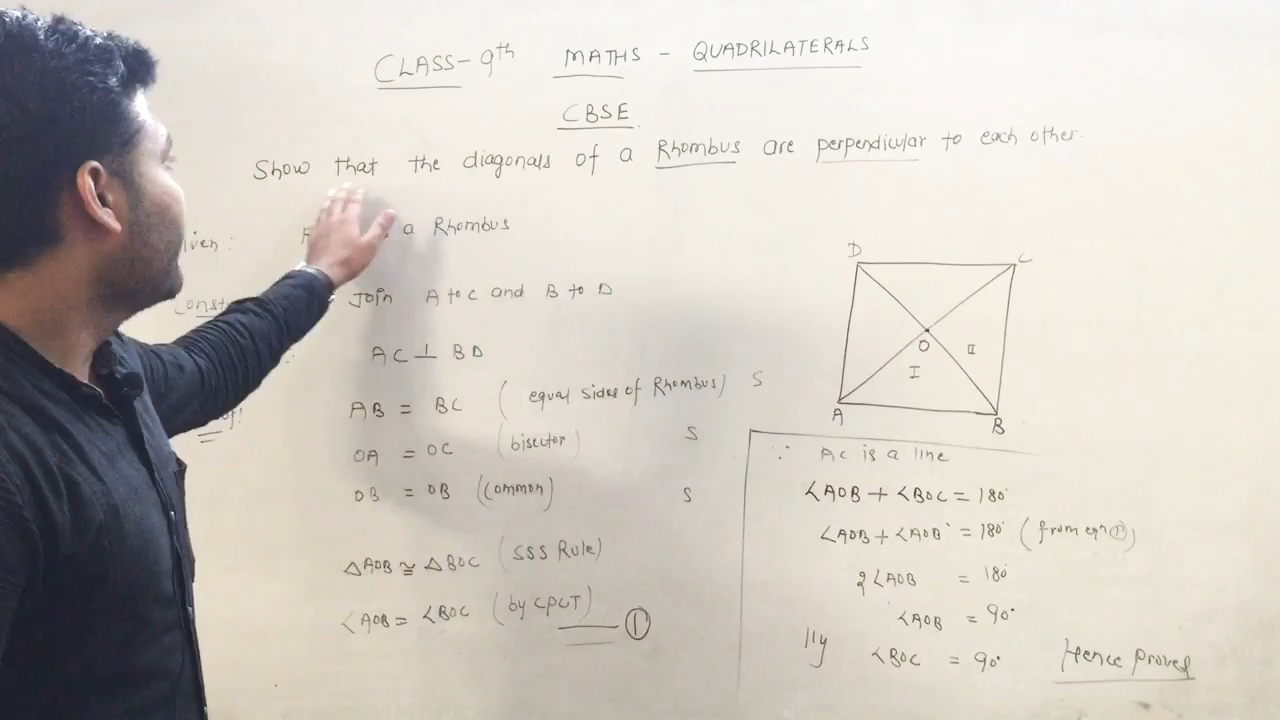 CLASS-9th MATHS - QUADRILATERALS
CBSE
Show that the diagonals of a Rhombus are perpendicular to each other.
iven : a Rhombus
Const Join A to C and B to D
AC ⊥ BD
AB = BC (equal sides of Rhombus) S
OA = OC (bisector) S
OB = OB (common) S
△AOB ≅ △BOC (SSS Rule)
∠AOB = ∠BOC (by CPCT) ①
D C
O II
I
A B
∵ AC is a line
∠AOB + ∠BOC = 180°
∠AOB + ∠AOB = 180° (from eqn ①)
2∠AOB = 180
∠AOB = 90°
lly ∠BOC = 90° Hence Proved